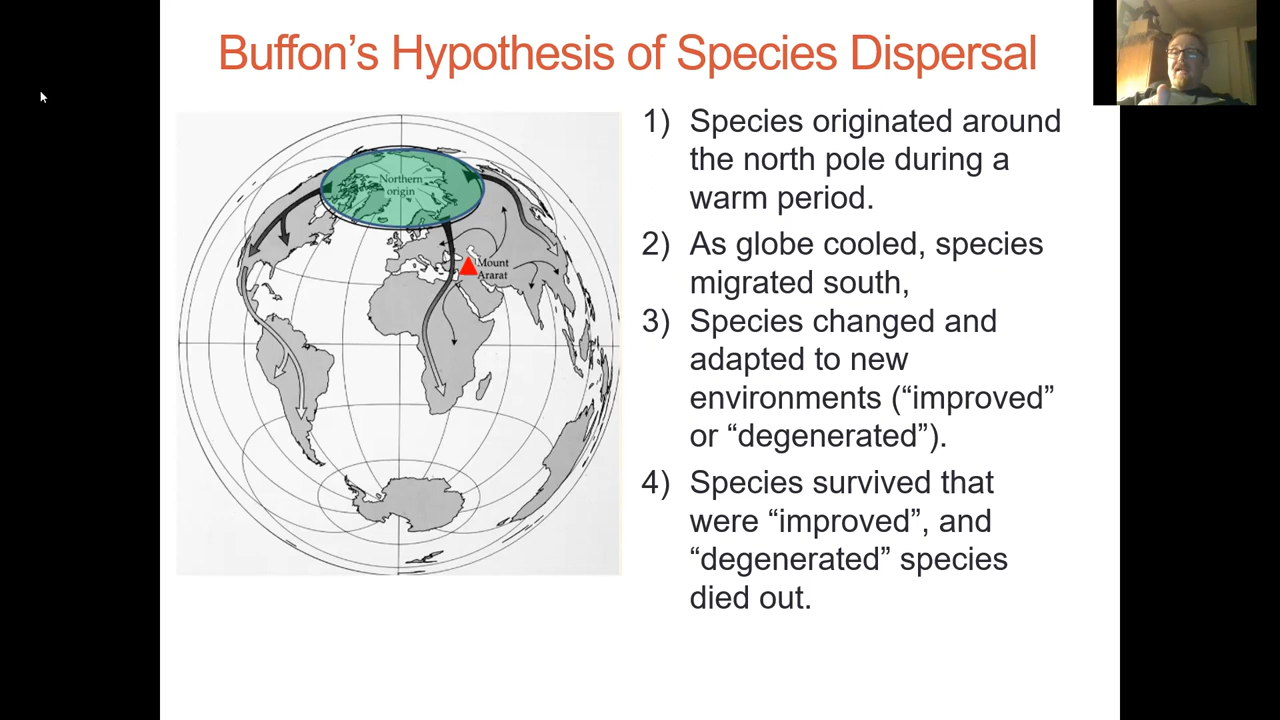 Buffon’s Hypothesis of Species Dispersal
Northern
origin
Mount
Ararat
1) Species originated around
the north pole during a
warm period.
2) As globe cooled, species
migrated south,
3) Species changed and
adapted to new
environments (“improved”
or “degenerated”).
4) Species survived that
were “improved”, and
“degenerated” species
died out.